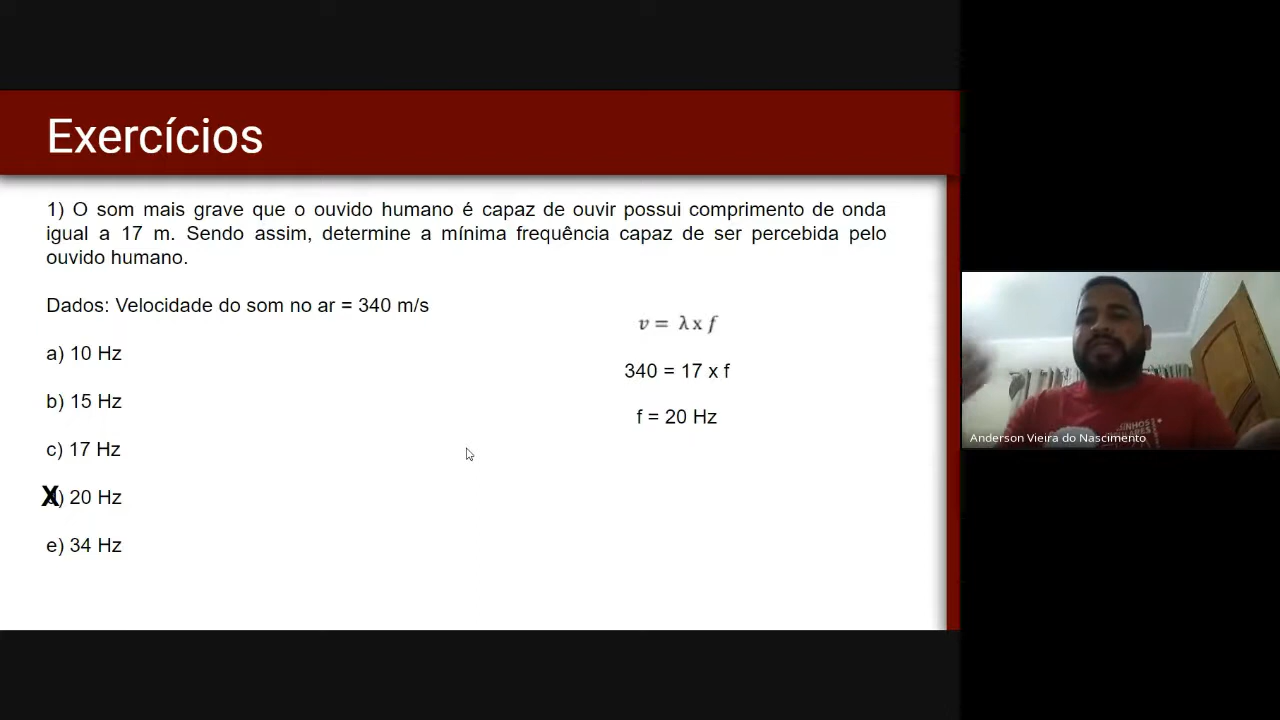 Exercícios
1) O som mais grave que o ouvido humano é capaz de ouvir possui comprimento de onda
igual a 17 m. Sendo assim, determine a mínima frequência capaz de ser percebida pelo
ouvido humano.
Dados: Velocidade do som no ar = 340 m/s
a) 10 Hz
b) 15 Hz
c) 17 Hz
X) 20 Hz
e) 34 Hz
v = λ x f
340 = 17 x f
f = 20 Hz
Anderson Vieira do Nascimento